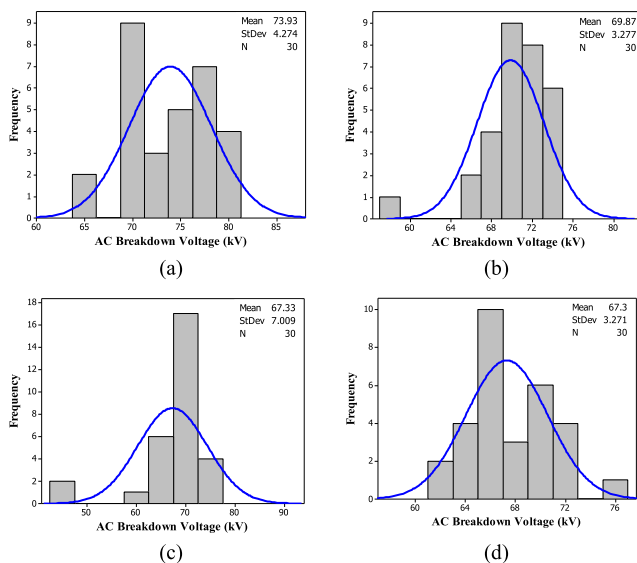 Mean 73.93
StDev 4.274
N 30
9
8
7
6
5
4
3
2
1
0
Frequency
60 65 70 75 80 85
AC Breakdown Voltage (kV)
(a)
Mean 69.87
StDev 3.277
N 30
9
8
7
6
5
4
3
2
1
0
Frequency
60 64 68 72 76 80
AC Breakdown Voltage (kV)
(b)
Mean 67.33
StDev 7.009
N 30
18
16
14
12
10
8
6
4
2
0
Frequency
50 60 70 80 90
AC Breakdown Voltage (kV)
(c)
Mean 67.3
StDev 3.271
N 30
10
8
6
4
2
0
Frequency
60 64 68 72 76
AC Breakdown Voltage (kV)
(d)